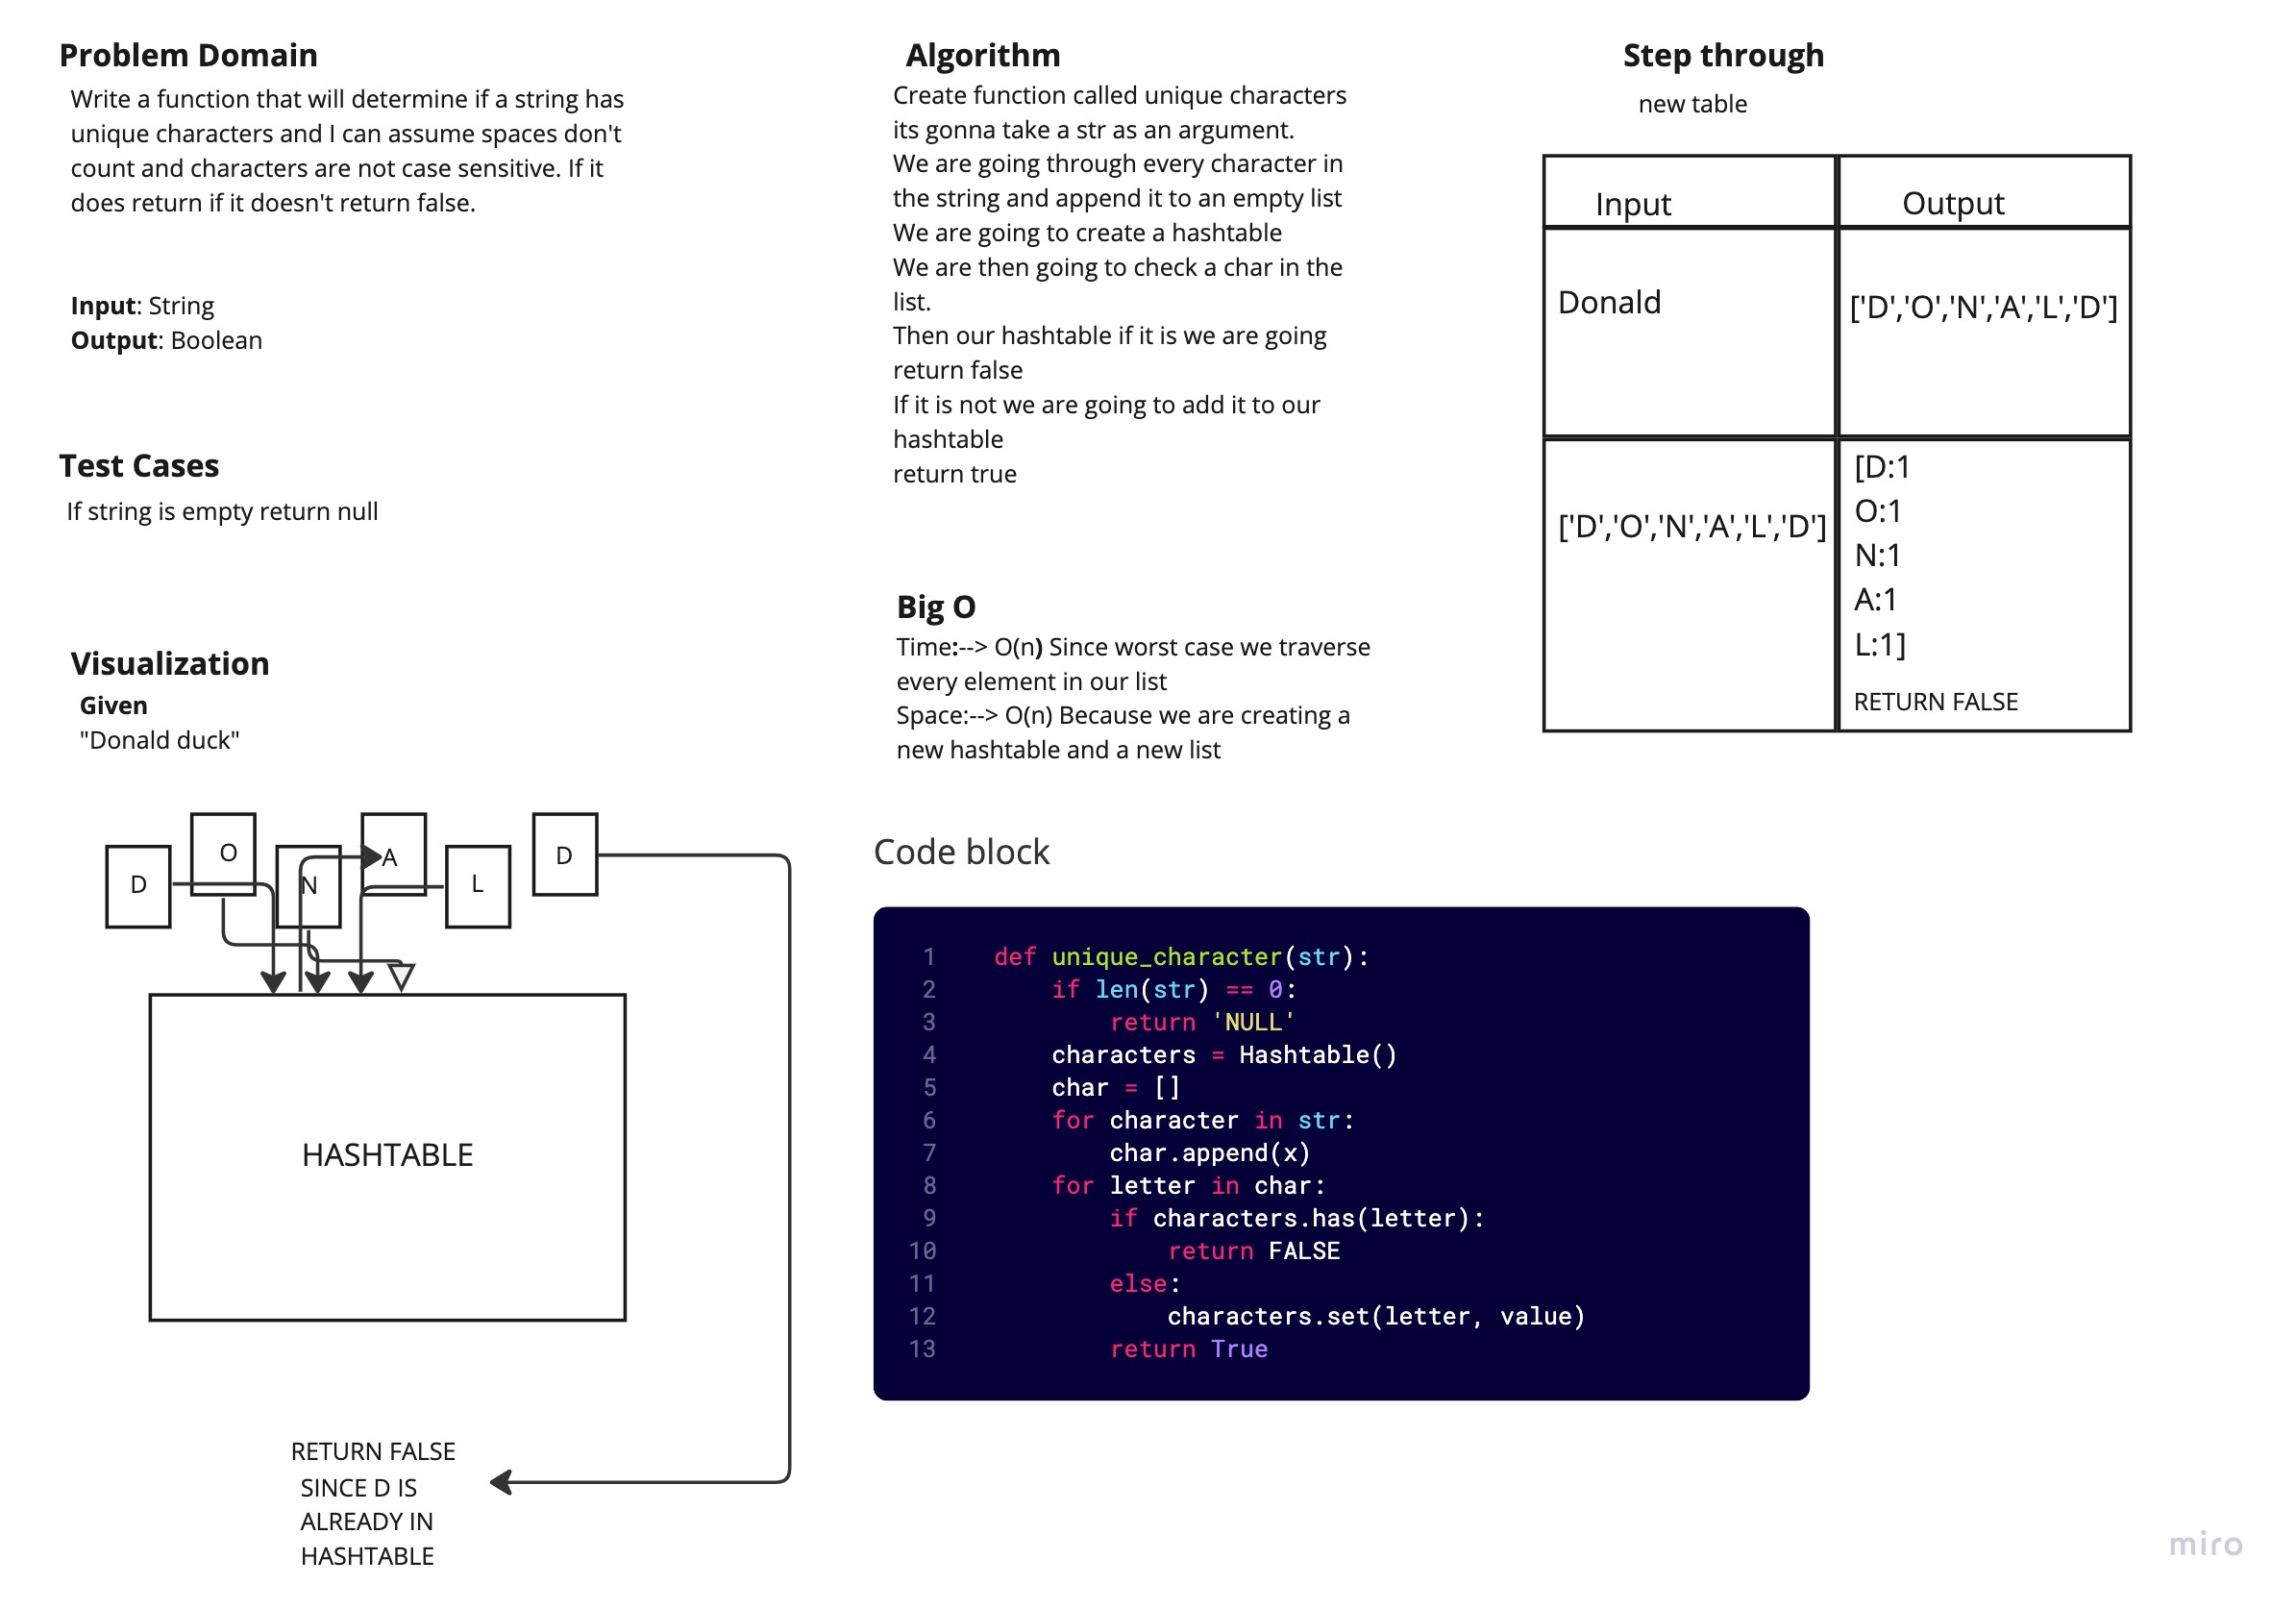 Problem Domain
Write a function that will determine if a string has
unique characters and I can assume spaces don't
count and characters are not case sensitive. If it
does return if it doesn't return false.
Input: String
Output: Boolean
Test Cases
If string is empty return null
Visualization
Given
"Donald duck"
D
O
N
A
L
D
HASHTABLE
RETURN FALSE
SINCE D IS
ALREADY IN
HASHTABLE
Algorithm
Create function called unique characters
its gonna take a str as an argument.
We are going through every character in
the string and append it to an empty list
We are going to create a hashtable
We are then going to check a char in the
list.
Then our hashtable if it is we are going
return false
If it is not we are going to add it to our
hashtable
return true
Big O
Time:--> O(n) Since worst case we traverse
every element in our list
Space:--> O(n) Because we are creating a
new hashtable and a new list
Code block
1 def unique_character(str):
2 if len(str) == 0:
3 return 'NULL'
4 characters = Hashtable()
5 char = []
6 for character in str:
7 char.append(x)
8 for letter in char:
9 if characters.has(letter):
10 return FALSE
11 else:
12 characters.set(letter, value)
13 return True
Step through
new table
Input Output
Donald ['D','O','N','A','L','D']
['D','O','N','A','L','D']
[D:1
O:1
N:1
A:1
L:1]
RETURN FALSE
miro